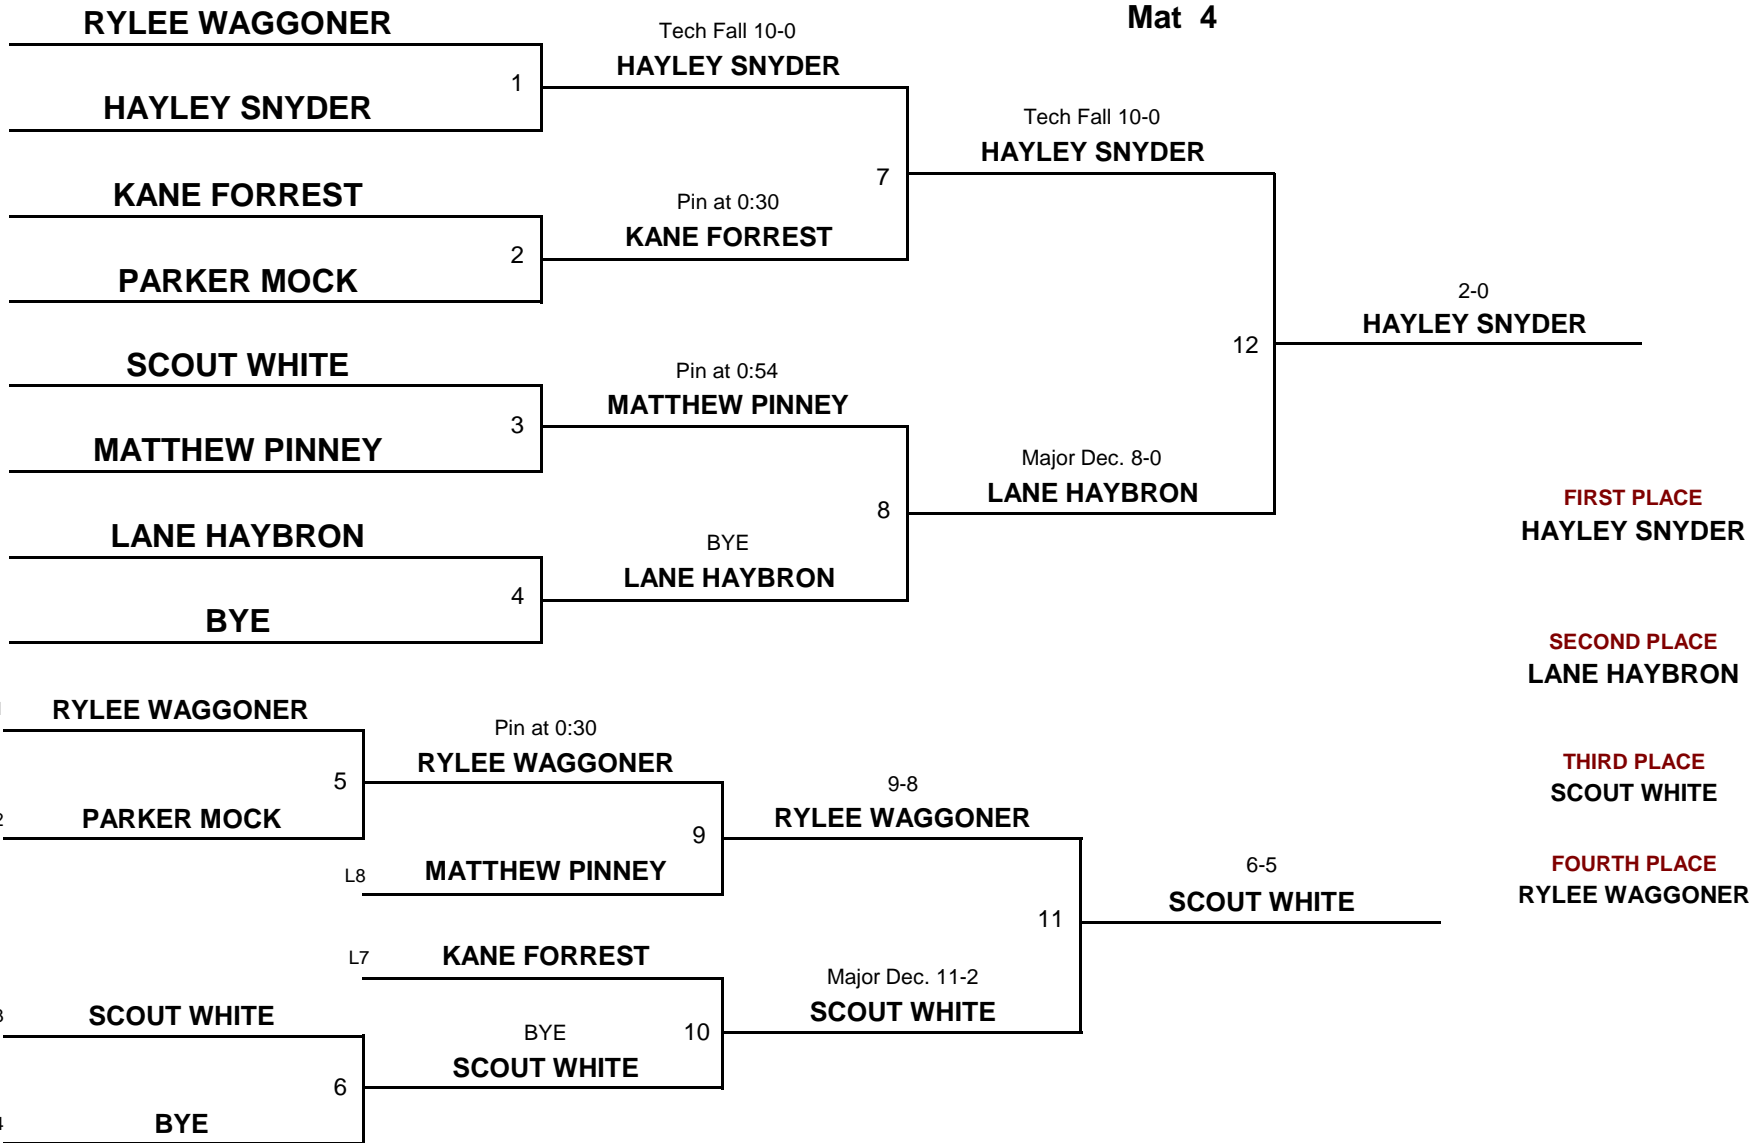 Mat 4
RYLEE WAGGONER
1
HAYLEY SNYDER
Tech Fall 10-0
HAYLEY SNYDER
KANE FORREST
2
PARKER MOCK
Pin at 0:30
KANE FORREST
7
Tech Fall 10-0
HAYLEY SNYDER
SCOUT WHITE
3
MATTHEW PINNEY
Pin at 0:54
MATTHEW PINNEY
LANE HAYBRON
4
BYE
BYE
LANE HAYBRON
8
Major Dec. 8-0
LANE HAYBRON
12
2-0
HAYLEY SNYDER
FIRST PLACE
HAYLEY SNYDER
SECOND PLACE
LANE HAYBRON
THIRD PLACE
SCOUT WHITE
FOURTH PLACE
RYLEE WAGGONER
RYLEE WAGGONER
5
PARKER MOCK
Pin at 0:30
RYLEE WAGGONER
9
L8 MATTHEW PINNEY
9-8
RYLEE WAGGONER
L7 KANE FORREST
SCOUT WHITE
6
BYE
BYE
SCOUT WHITE
10
Major Dec. 11-2
SCOUT WHITE
11
6-5
SCOUT WHITE